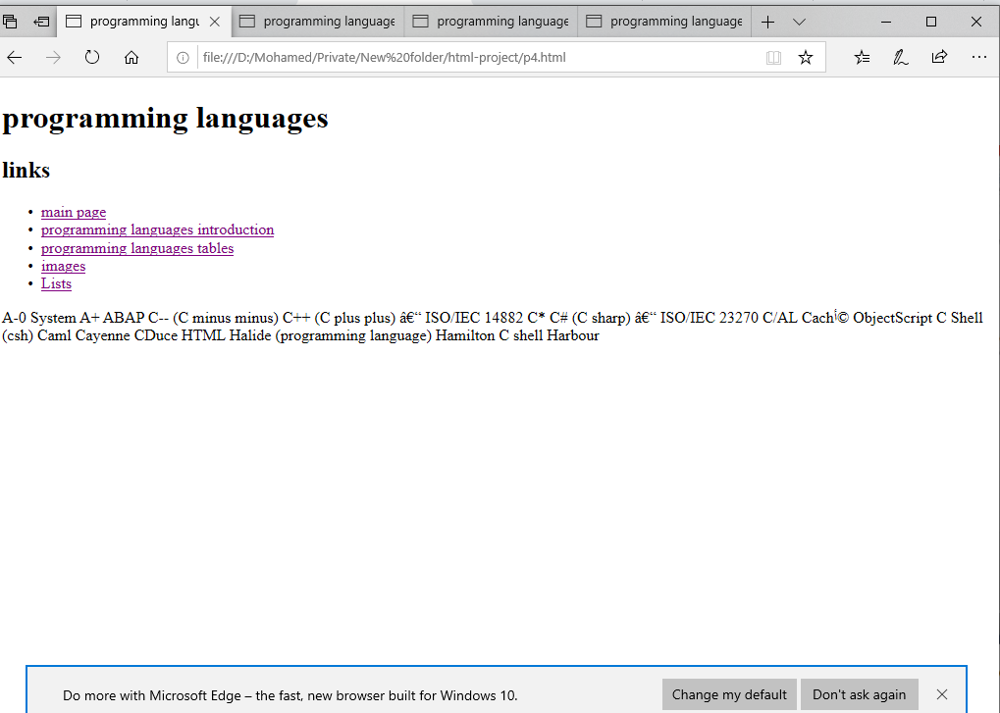 programming langu
programming language
programming language
programming language
file:///D:/Mohamed/Private/New%20folder/html-project/p4.html
programming languages
links
• main page
• programming languages introduction
• programming languages tables
• images
• Lists
A-0 System A+ ABAP C-- (C minus minus) C++ (C plus plus) â€“ ISO/IEC 14882 C* C# (C sharp) â€“ ISO/IEC 23270 C/AL Cachأ© ObjectScript C Shell
(csh) Caml Cayenne CDuce HTML Halide (programming language) Hamilton C shell Harbour
Do more with Microsoft Edge – the fast, new browser built for Windows 10.
Change my default
Don't ask again